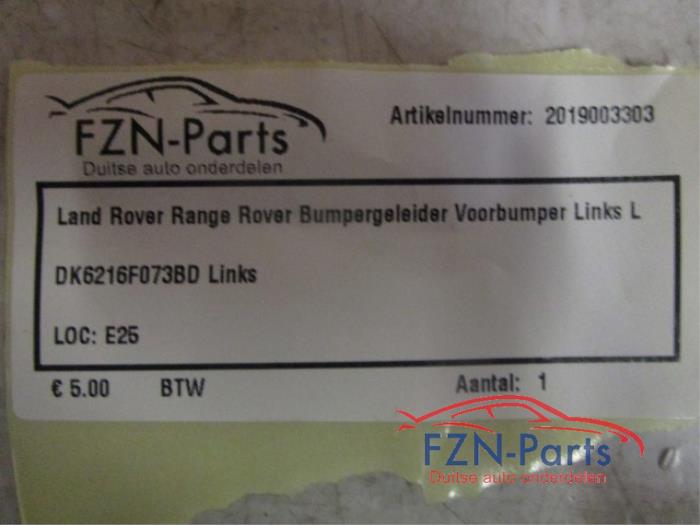 FZN-Parts
Duitse auto onderdelen
Artikelnummer: 2019003303
Land Rover Range Rover Bumpergeleider Voorbumper Links L
DK6216F073BD Links
LOC: E25
€ 5.00 BTW Aantal: 1
FZN-Parts
Duitse auto onderdelen